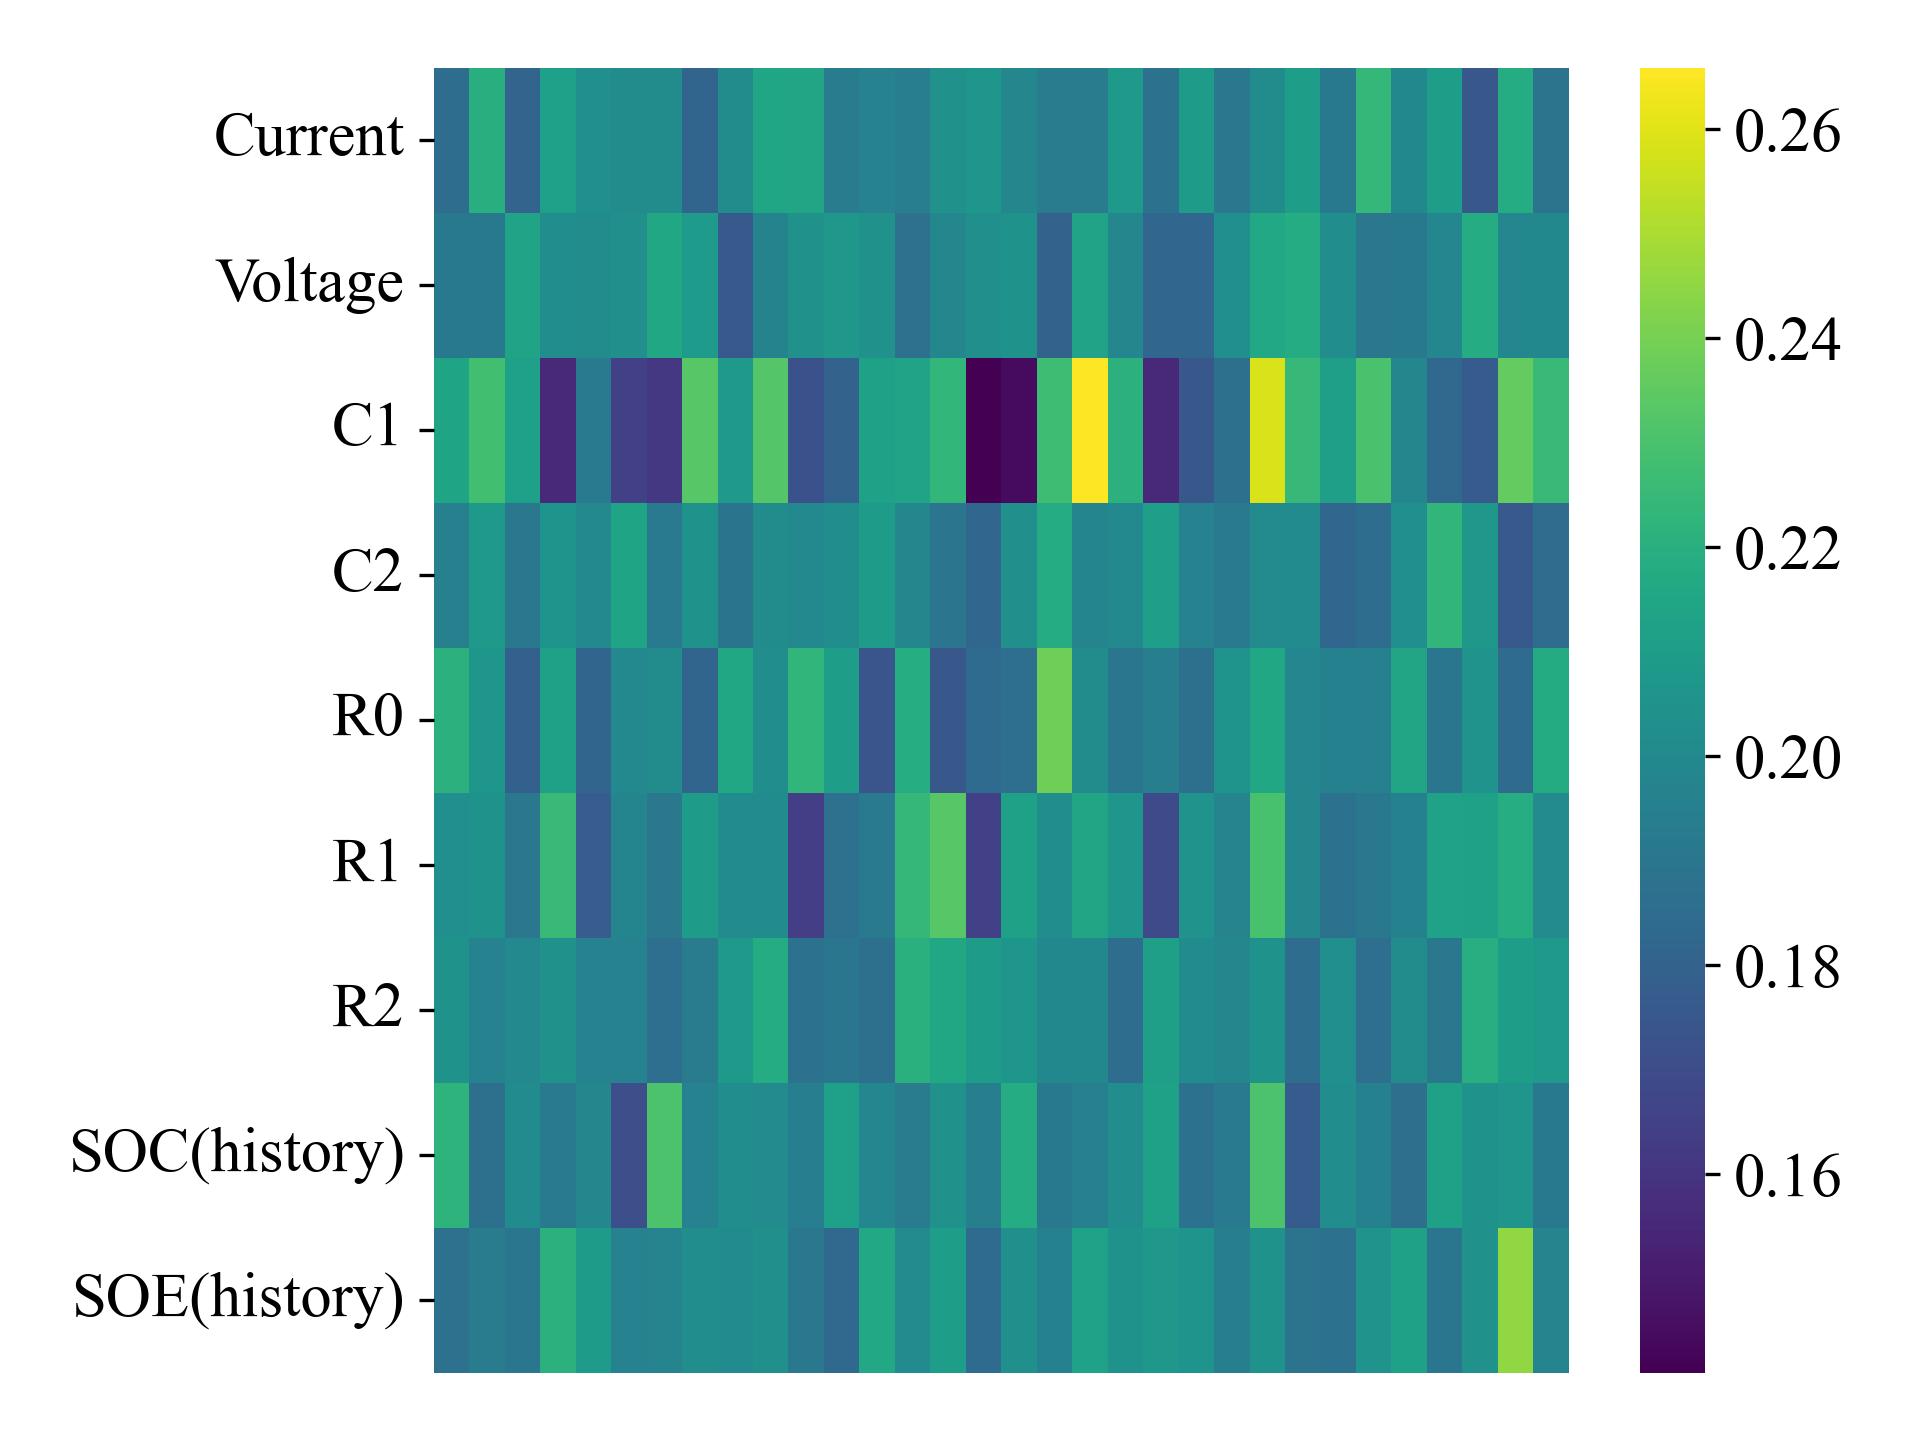 Current
Voltage
C1
C2
R0
R1
R2
SOC(history)
SOE(history)
0.26
0.24
0.22
0.20
0.18
0.16